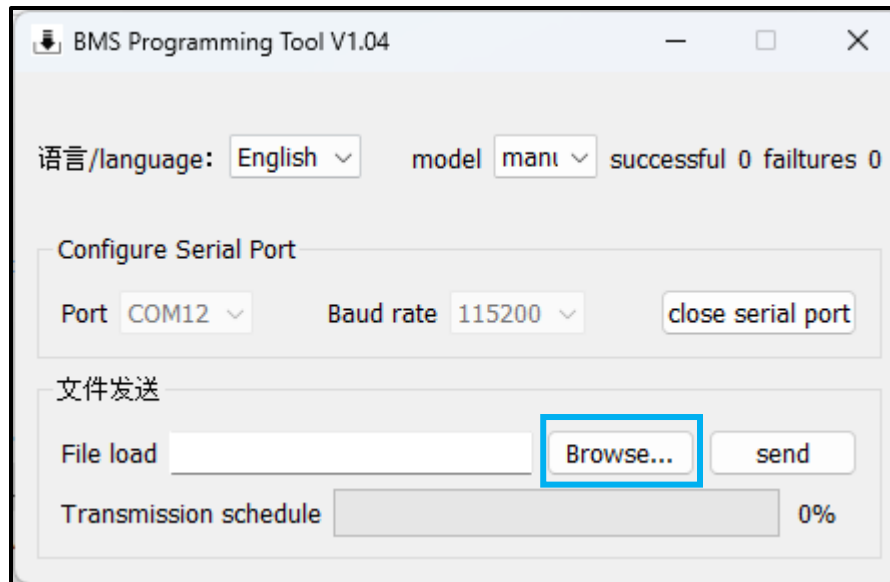 BMS Programming Tool V1.04
语言/language: English model manu successful 0 failtures 0
Configure Serial Port
Port COM12 Baud rate 115200 close serial port
文件发送
File load Browse... send
Transmission schedule 0%